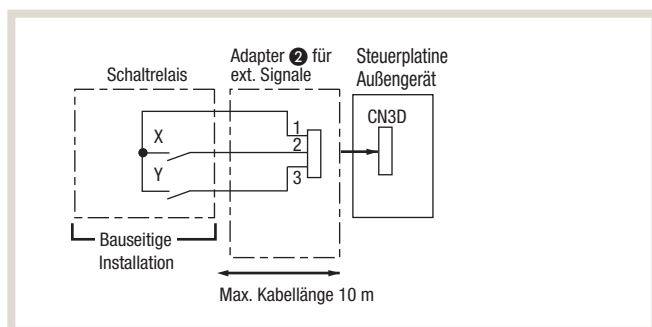 Schaltrelais
Adapter ❷ für
ext. Signale
Steuerplatine
Außengerät
CN3D
X
Y
1
2
3
Bauseitige
Installation
Max. Kabellänge 10 m